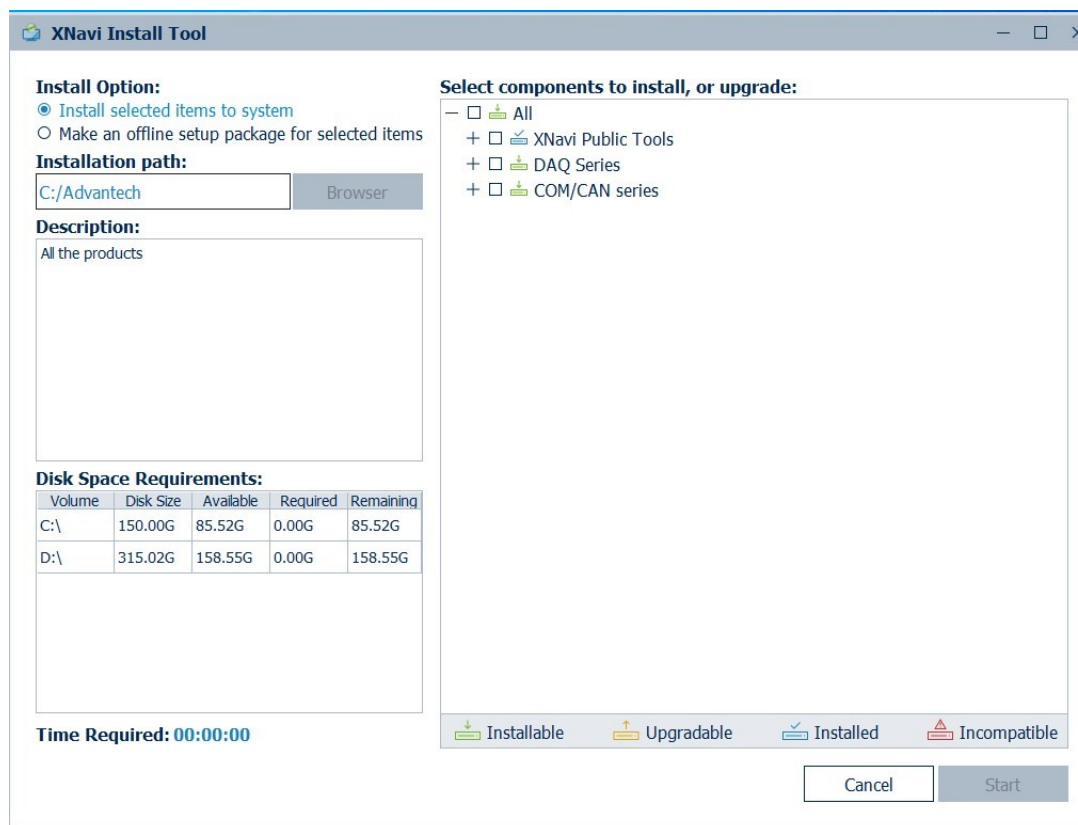 XNavi Install Tool
Install Option:
Install selected items to system
Make an offline setup package for selected items
Installation path:
C:/Advantech
Browser
Description:
All the products
Disk Space Requirements:
Volume Disk Size Available Required Remaining
C:\ 150.00G 85.52G 0.00G 85.52G
D:\ 315.02G 158.55G 0.00G 158.55G
Time Required: 00:00:00
Select components to install, or upgrade:
All
XNavi Public Tools
DAQ Series
COM/CAN series
Installable Upgradable Installed Incompatible
Cancel Start